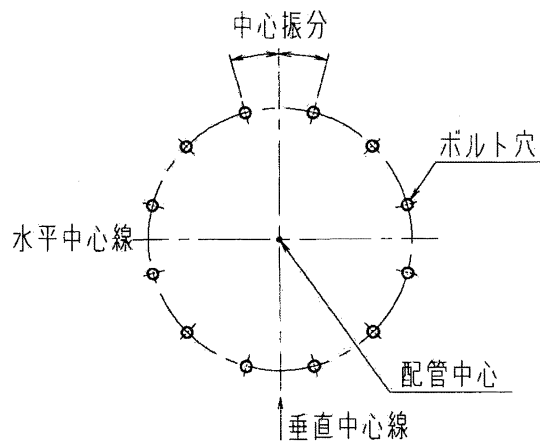 中心振分
ボルト穴
水平中心線
配管中心
垂直中心線